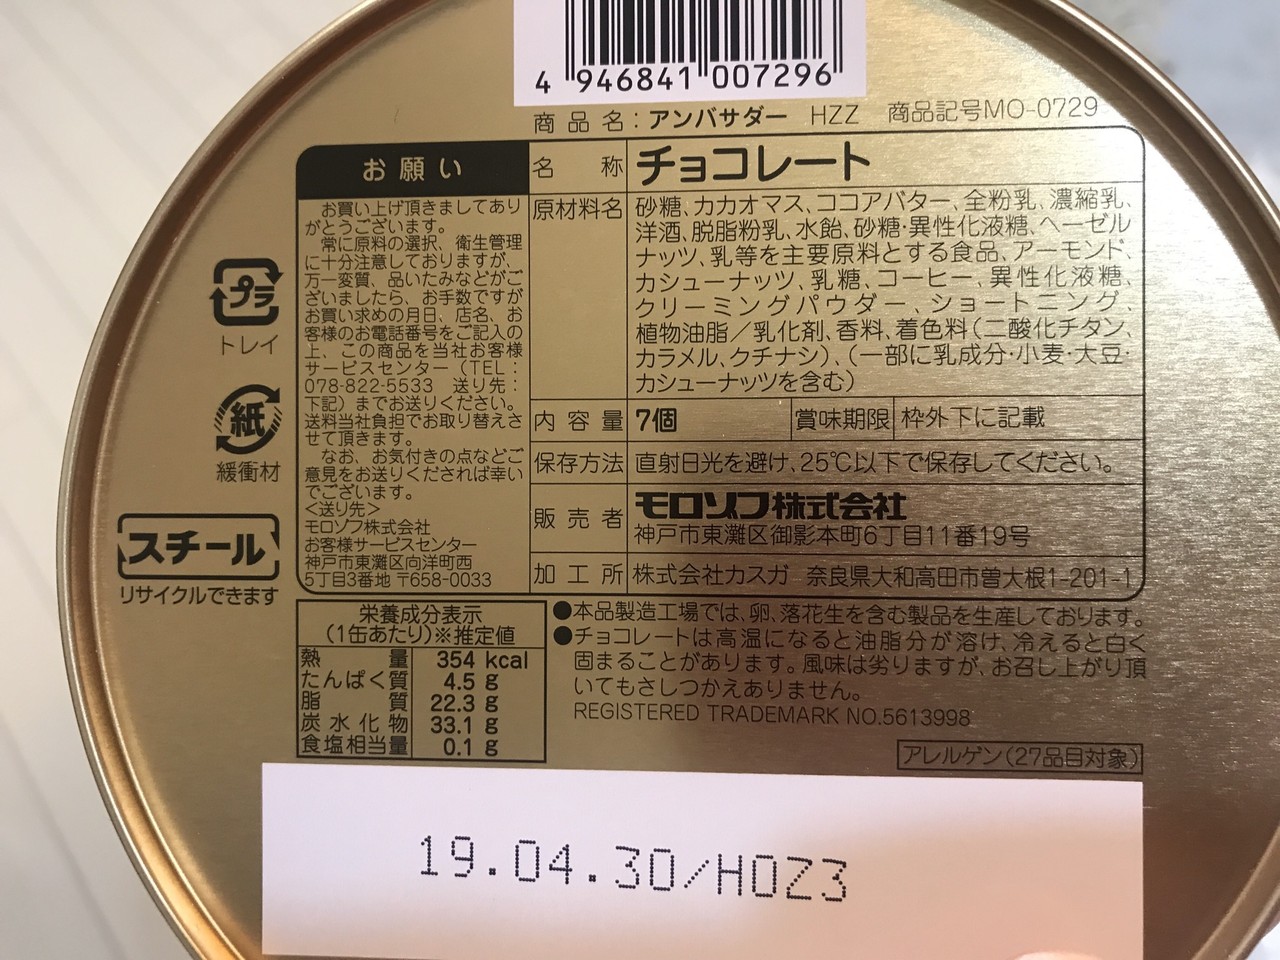 4 946841 007296
商品名：アンバサダー HZZ 商品記号MO-0729
お願い
お買い上げ頂きましてあり
がとうございます。
常に原料の選択、衛生管理
に十分注意しておりますが、
万一変質、品いたみなどがご
ざいましたら、お手数ですが
お買い求めの月日、店名、お
客様のお電話番号をご記入の
上、この商品を当社お客様
サービスセンター（TEL：
078-822-5533 送り先：
下記）までお送りください。
送料当社負担でお取り替えさ
せて頂きます。
なお、お気付きの点などご
意見をお送りくだされば幸い
でございます。
＜送り先＞
モロゾフ株式会社
お客様サービスセンター
神戸市東灘区向洋町西
5丁目3番地 〒658-0033
名称 チョコレート
原材料名 砂糖、カカオマス、ココアバター、全粉乳、濃縮乳、
洋酒、脱脂粉乳、水飴、砂糖・異性化液糖、ヘーゼル
ナッツ、乳等を主要原料とする食品、アーモンド、
カシューナッツ、乳糖、コーヒー、異性化液糖、
クリーミングパウダー、ショートニング、
植物油脂／乳化剤、香料、着色料（二酸化チタン、
カラメル、クチナシ）、（一部に乳成分・小麦・大豆・
カシューナッツを含む）
内容量 7個 賞味期限 枠外下に記載
保存方法 直射日光を避け、25℃以下で保存してください。
販売者 モロゾフ株式会社
神戸市東灘区御影本町6丁目11番19号
加工所 株式会社カスガ 奈良県大和高田市曽大根1-201-1
プラ
トレイ
紙
緩衝材
スチール
リサイクルできます
栄養成分表示
（1缶あたり）※推定値
熱量 354 kcal
たんぱく質 4.5 g
脂質 22.3 g
炭水化物 33.1 g
食塩相当量 0.1 g
●本品製造工場では、卵、落花生を含む製品を生産しております。
●チョコレートは高温になると油脂分が溶け、冷えると白く
固まることがあります。風味は劣りますが、お召し上がり頂
いてもさしつかえありません。
REGISTERED TRADEMARK NO.5613998
アレルゲン（27品目対象）
19.04.30/H0Z3